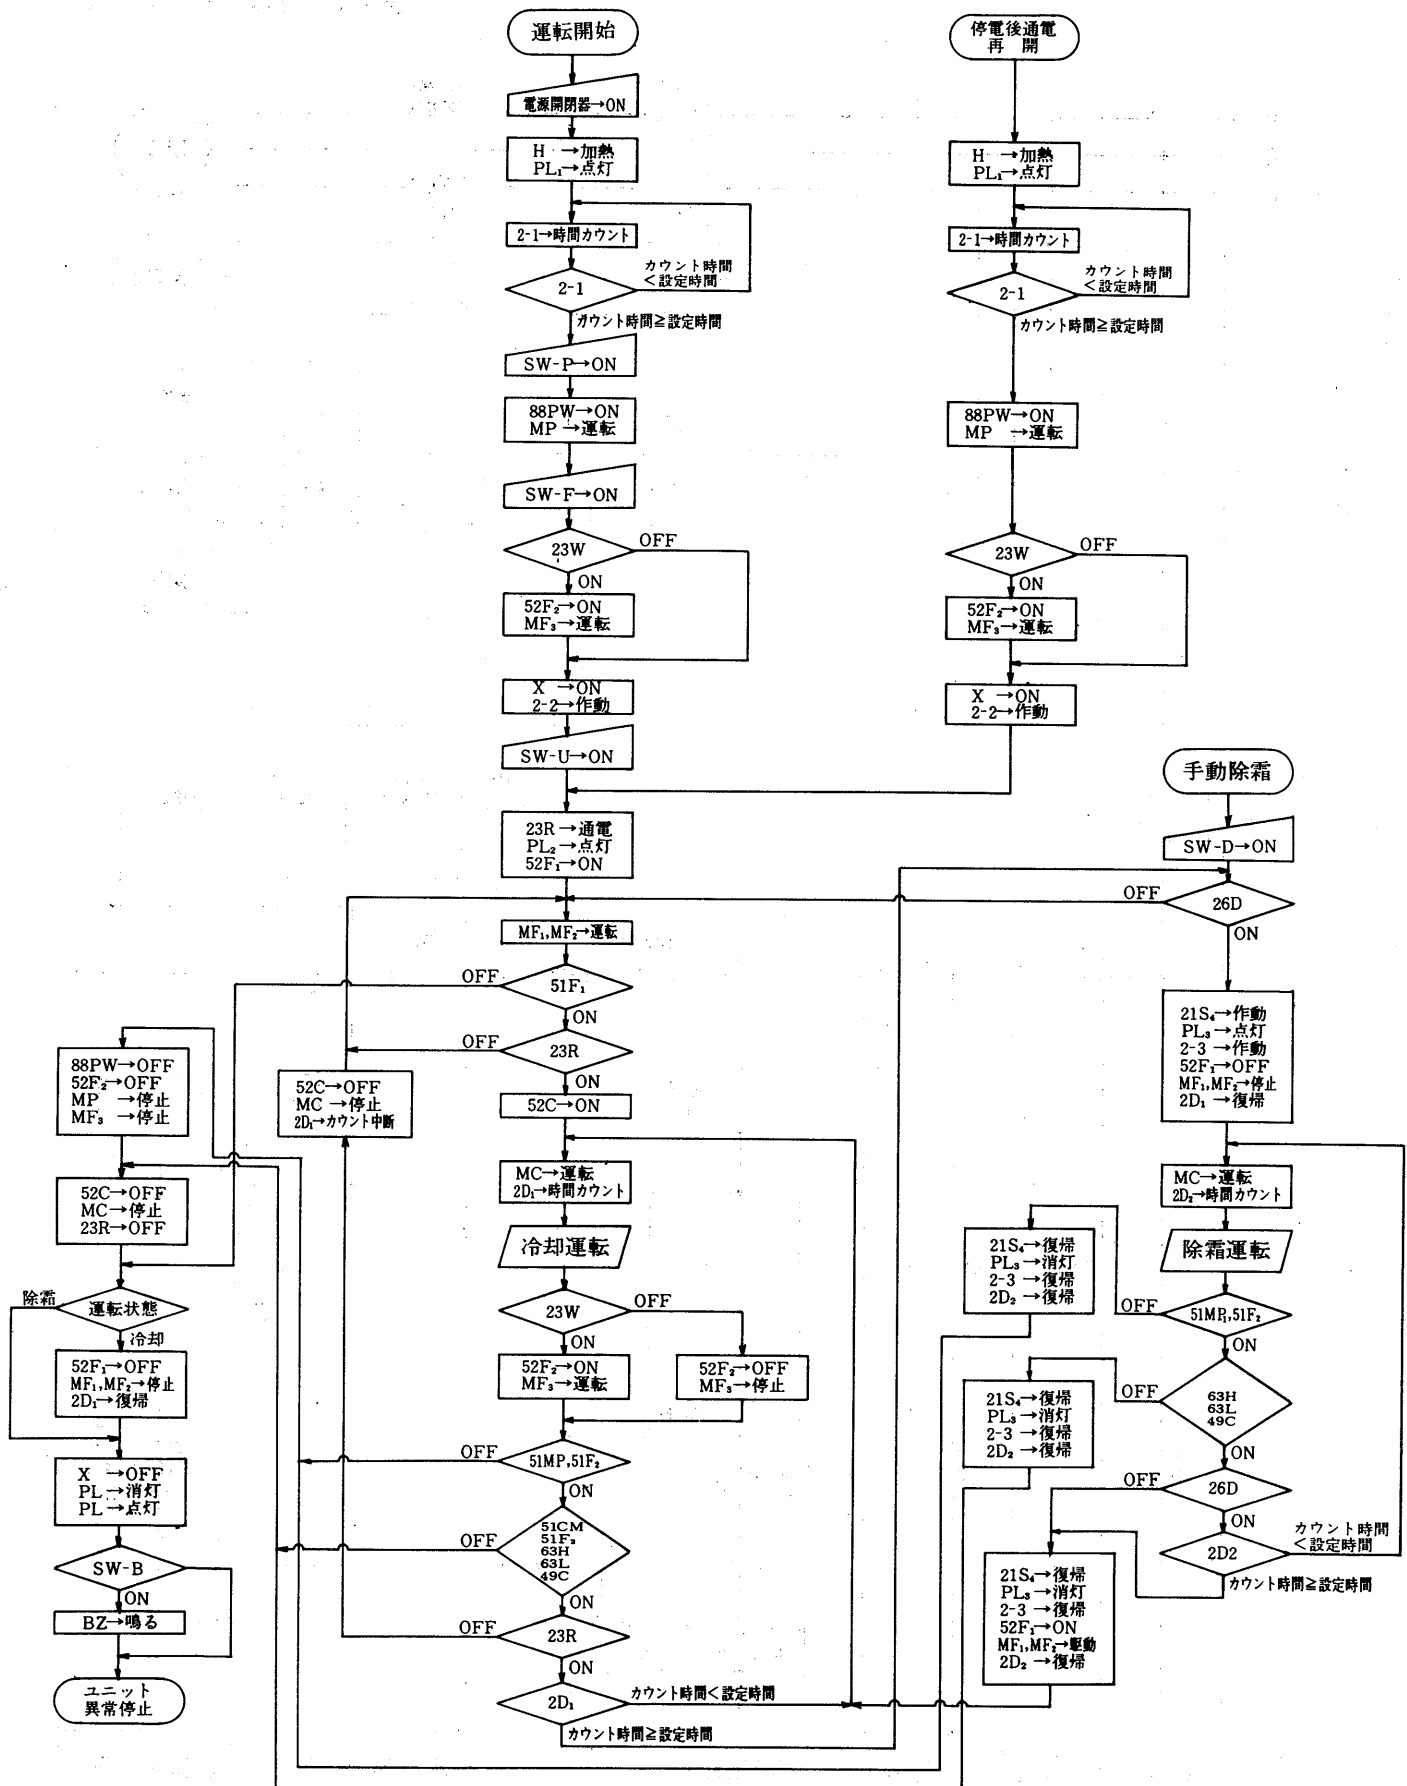 運転開始
電源開閉器→ON
H →加熱
PL₁→点灯
2-1→時間カウント
カウント時間
<設定時間
2-1
カウント時間≧設定時間
SW-P→ON
88PW→ON
MP →運転
SW-F→ON
23W
OFF
ON
52F₂→ON
MF₃→運転
X →ON
2-2→作動
SW-U→ON
停電後通電
再 開
H →加熱
PL₁→点灯
2-1→時間カウント
カウント時間
<設定時間
2-1
カウント時間≧設定時間
88PW→ON
MP →運転
23W
OFF
ON
52F₂→ON
MF₃→運転
X →ON
2-2→作動
23R→通電
PL₂→点灯
52F₁→ON
MF₁,MF₂→運転
OFF
51F₁
ON
OFF
23R
ON
52C→ON
52C→OFF
MC →停止
2D₁→カウント中断
MC→運転
2D₁→時間カウント
冷却運転
23W
OFF
ON
52F₂→ON
MF₃→運転
52F₂→OFF
MF₃→停止
OFF
51MP,51F₂
ON
OFF
51CM
51F₂
63H
63L
49C
ON
OFF
23R
ON
2D₁
カウント時間<設定時間
カウント時間≧設定時間
88PW→OFF
52F₂→OFF
MP →停止
MF₃ →停止
52C→OFF
MC→停止
23R→OFF
除霜
運転状態
冷却
52F₁→OFF
MF₁,MF₂→停止
2D₁→復帰
X →OFF
PL→消灯
PL→点灯
SW-B
ON
BZ→鳴る
ユニット
異常停止
手動除霜
SW-D→ON
OFF
26D
ON
21S₄→作動
PL₃→点灯
2-3→作動
52F₁→OFF
MF₁,MF₂→停止
2D₁→復帰
MC→運転
2D₂→時間カウント
除霜運転
OFF
51MP₁,51F₂
ON
21S₄→復帰
PL₃→消灯
2-3→復帰
2D₂→復帰
OFF
63H
63L
49C
ON
21S₄→復帰
PL₃→消灯
2-3→復帰
2D₂→復帰
OFF
26D
ON
2D2
カウント時間
<設定時間
カウント時間≧設定時間
21S₄→復帰
PL₃→消灯
2-3→復帰
52F₁→ON
MF₁,MF₂→駆動
2D₂→復帰